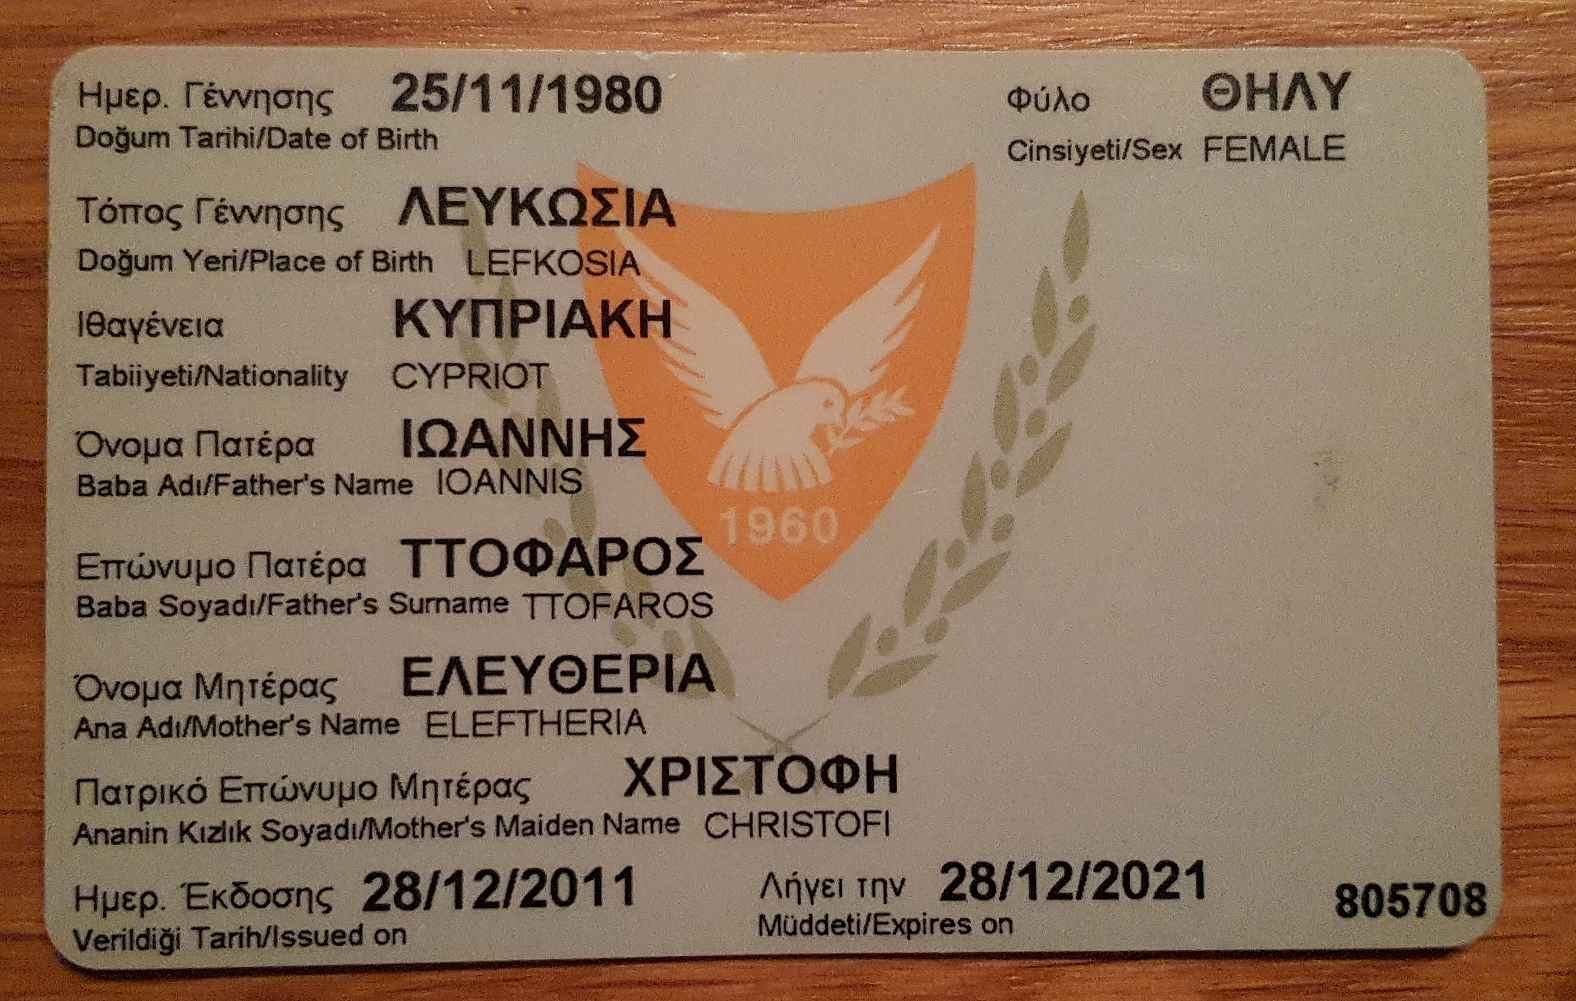 Ημερ. Γέννησης 25/11/1980 Φύλο ΘΗΛΥ
Doğum Tarihi/Date of Birth Cinsiyeti/Sex FEMALE
Τόπος Γέννησης ΛΕΥΚΩΣΙΑ
Doğum Yeri/Place of Birth LEFKOSIA
Ιθαγένεια ΚΥΠΡΙΑΚΗ
Tabiiyeti/Nationality CYPRIOT
Όνομα Πατέρα ΙΩΑΝΝΗΣ
Baba Adı/Father's Name IOANNIS
1960
Επώνυμο Πατέρα ΤΤΟΦΑΡΟΣ
Baba Soyadı/Father's Surname TTOFAROS
Όνομα Μητέρας ΕΛΕΥΘΕΡΙΑ
Ana Adı/Mother's Name ELEFTHERIA
Πατρικό Επώνυμο Μητέρας ΧΡΙΣΤΟΦΗ
Ananin Kızlık Soyadı/Mother's Maiden Name CHRISTOFI
Ημερ. Έκδοσης 28/12/2011 Λήγει την 28/12/2021 805708
Verildiği Tarih/Issued on Müddeti/Expires on